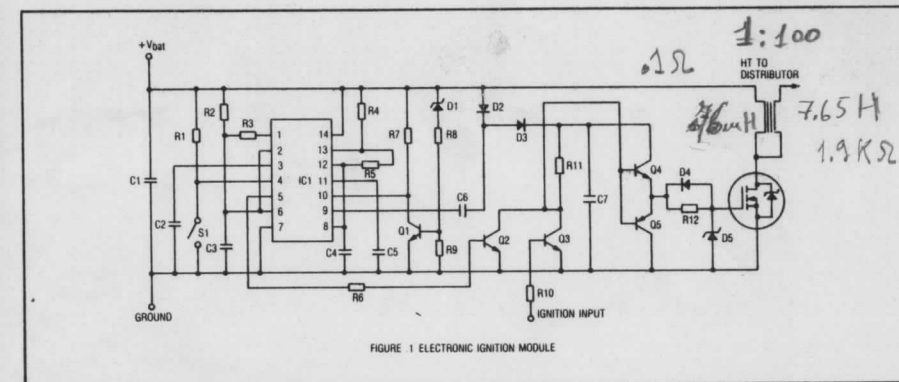 1:100
+Vbat
.1Ω
HT TO
DISTRIBUTOR
7.65 H
1.9KΩ
R2
R3
R4
D1
D2
R1
R7
R8
D3
R11
Q4
D4
1
2
3
4
5
6
7
14
13
12
11
10
9
8
IC1
R5
C1
C2
S1
C3
C4
C5
C6
Q1
R9
Q2
Q3
C7
Q5
R12
D5
R6
R10
GROUND
IGNITION INPUT
FIGURE 1 ELECTRONIC IGNITION MODULE